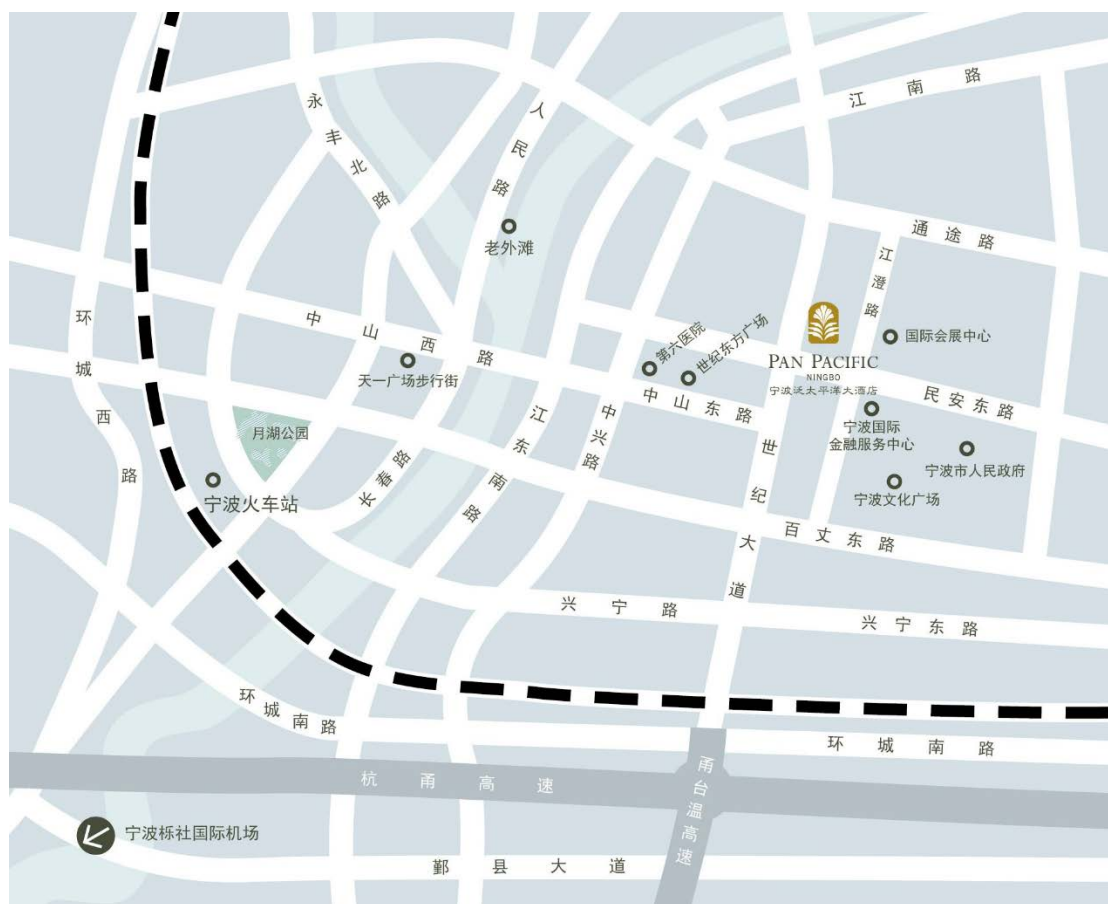 江南路
永丰北路
人民路
通途路
老外滩
江澄路
环城西路
中山西路
第六医院
世纪东方广场
国际会展中心
PAN PACIFIC
NINGBO
宁波泛太平洋大酒店
天一广场步行街
中山东路
民安东路
月湖公园
江东南路
中兴路
宁波国际
金融服务中心
世纪大道
长春路
宁波市人民政府
宁波火车站
宁波文化广场
百丈东路
兴宁路
兴宁东路
环城南路
环城南路
杭甬高速
甬台温高速
宁波栎社国际机场
鄞县大道